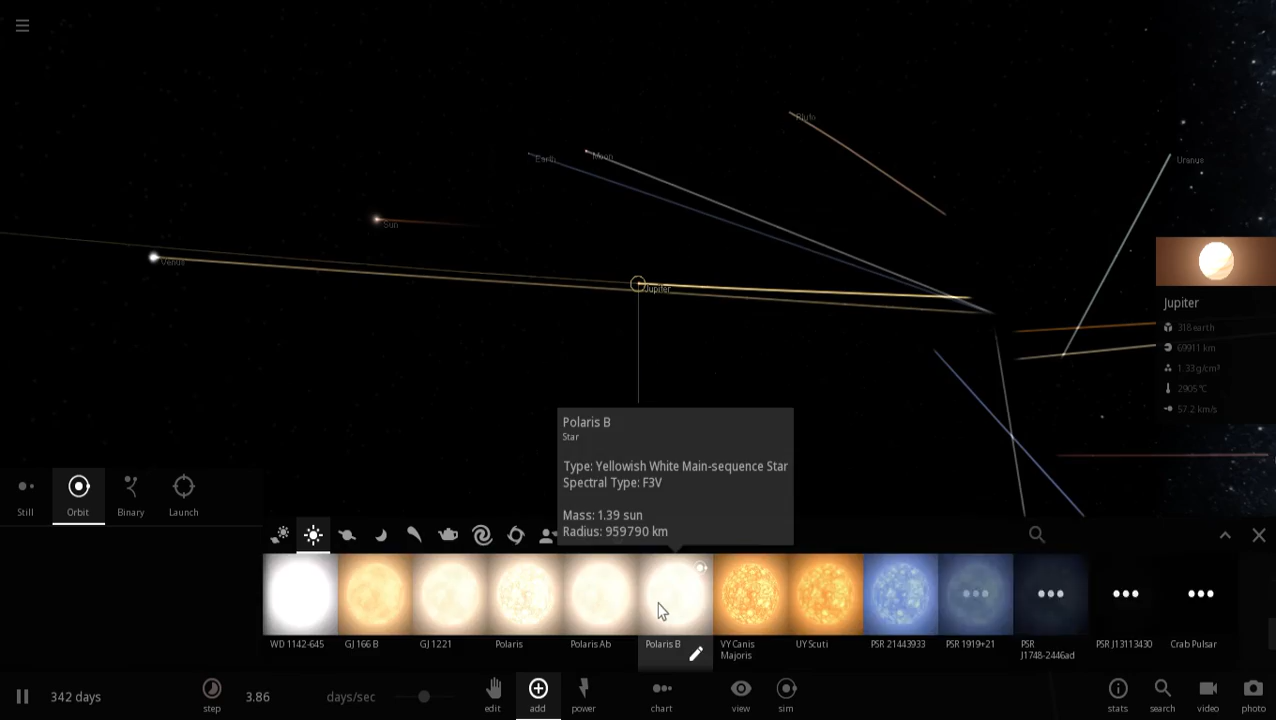 Pluto
Earth
Moon
Uranus
Sun
Venus
Jupiter
Jupiter
318 earth
69911 km
1.33 g/cm³
2905 °C
57.2 km/s
Polaris B
Star
Type: Yellowish White Main-sequence Star
Spectral Type: F3V
Mass: 1.39 sun
Radius: 959790 km
Still
Orbit
Binary
Launch
WD 1142-645
GJ 166 B
GJ 1221
Polaris
Polaris Ab
Polaris B
VY Canis
Majoris
UY Scuti
PSR 21443933
PSR 1919+21
PSR
J1748-2446ad
PSR J1311-3430
Crab Pulsar
342 days
step
3.86
days/sec
edit
add
power
chart
view
sim
stats
search
video
photo